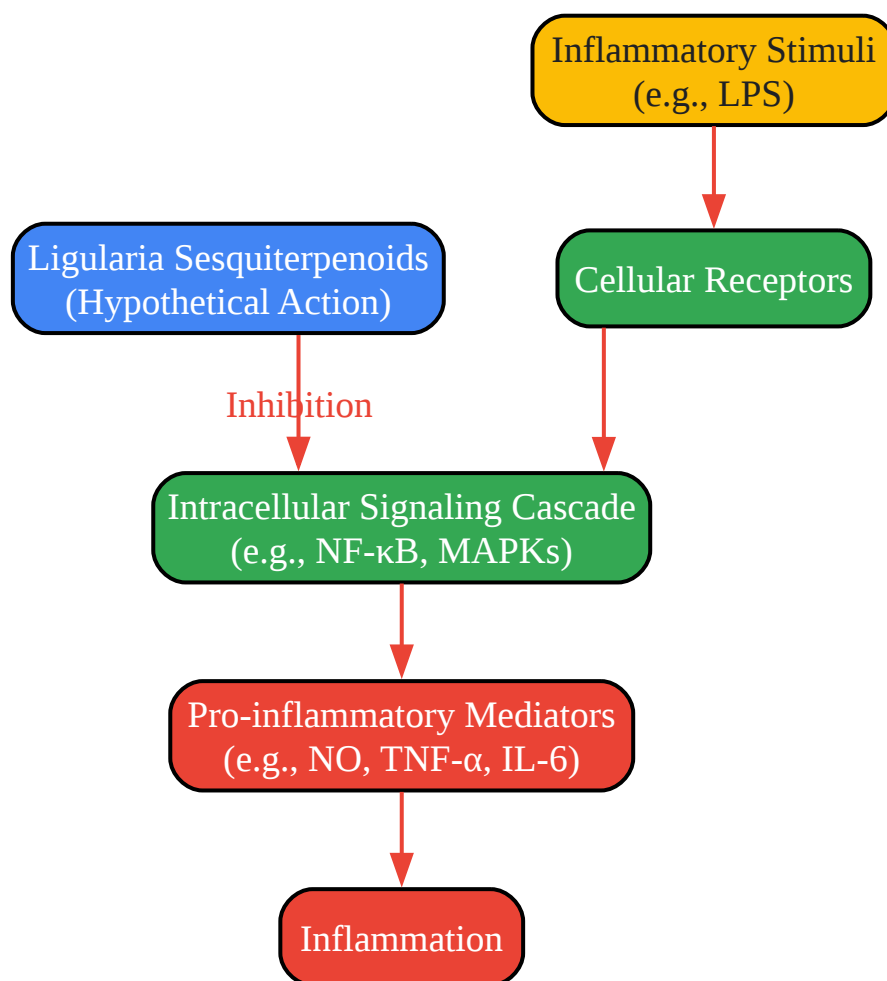 Inflammatory Stimuli
(e.g., LPS)
Ligularia Sesquiterpenoids
(Hypothetical Action)
Cellular Receptors
Inhibition
Intracellular Signaling Cascade
(e.g., NF-κB, MAPKs)
Pro-inflammatory Mediators
(e.g., NO, TNF-α, IL-6)
Inflammation